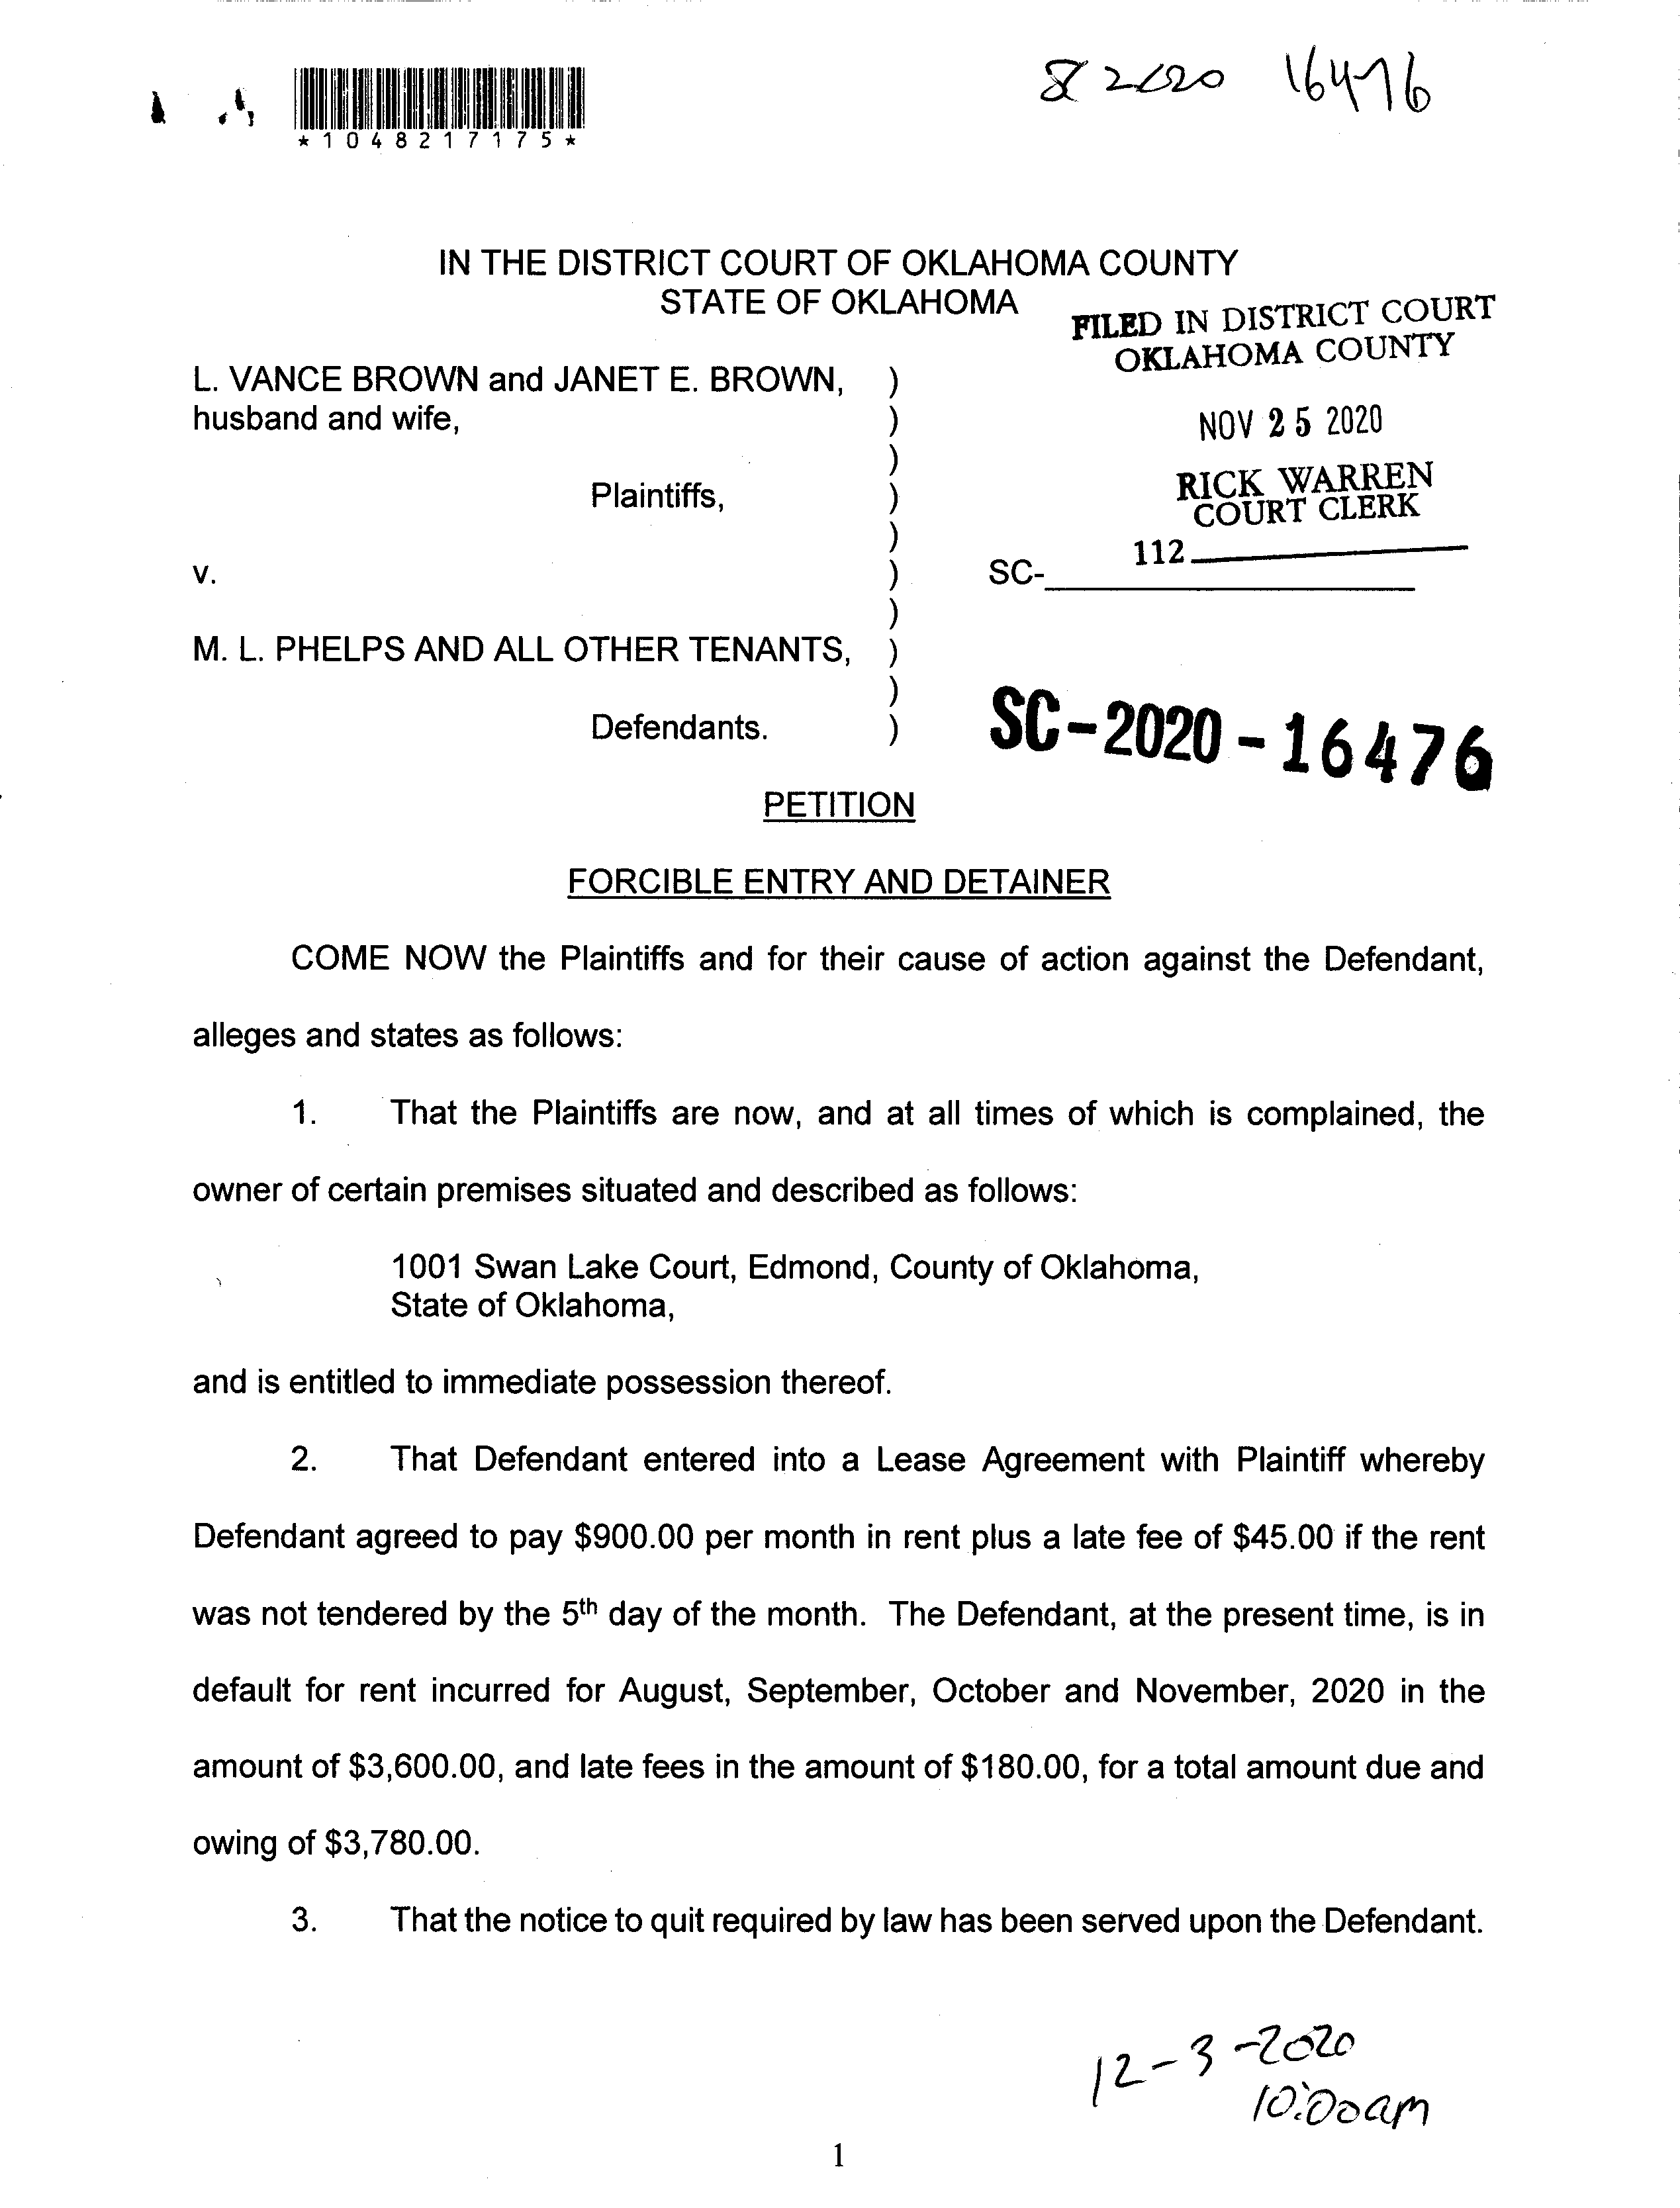 2020 16476
*1048217175*
IN THE DISTRICT COURT OF OKLAHOMA COUNTY
STATE OF OKLAHOMA
FILED IN DISTRICT COURT
OKLAHOMA COUNTY
L. VANCE BROWN and JANET E. BROWN, )
husband and wife, )
NOV 25 2020
)
RICK WARREN
Plaintiffs, )
COURT CLERK
)
112
v. ) SC-
)
M. L. PHELPS AND ALL OTHER TENANTS, )
)
Defendants. )
SC-2020-16476
PETITION
FORCIBLE ENTRY AND DETAINER
COME NOW the Plaintiffs and for their cause of action against the Defendant,
alleges and states as follows:
1. That the Plaintiffs are now, and at all times of which is complained, the
owner of certain premises situated and described as follows:
1001 Swan Lake Court, Edmond, County of Oklahoma,
State of Oklahoma,
and is entitled to immediate possession thereof.
2. That Defendant entered into a Lease Agreement with Plaintiff whereby
Defendant agreed to pay $900.00 per month in rent plus a late fee of $45.00 if the rent
was not tendered by the 5th day of the month. The Defendant, at the present time, is in
default for rent incurred for August, September, October and November, 2020 in the
amount of $3,600.00, and late fees in the amount of $180.00, for a total amount due and
owing of $3,780.00.
3. That the notice to quit required by law has been served upon the Defendant.
12-3-2020
10:00am
1